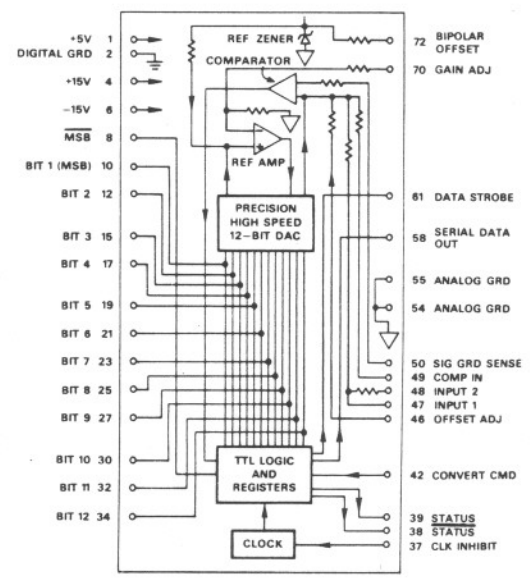 +5V 1
DIGITAL GRD 2
+15V 4
-15V 6
MSB 8
BIT 1 (MSB) 10
BIT 2 12
BIT 3 15
BIT 4 17
BIT 5 19
BIT 6 21
BIT 7 23
BIT 8 25
BIT 9 27
BIT 10 30
BIT 11 32
BIT 12 34
REF ZENER
COMPARATOR
REF AMP
PRECISION
HIGH SPEED
12-BIT DAC
TTL LOGIC
AND
REGISTERS
CLOCK
72 BIPOLAR
OFFSET
70 GAIN ADJ
61 DATA STROBE
58 SERIAL DATA
OUT
55 ANALOG GRD
54 ANALOG GRD
50 SIG GRD SENSE
49 COMP IN
48 INPUT 2
47 INPUT 1
46 OFFSET ADJ
42 CONVERT CMD
39 STATUS
38 STATUS
37 CLK INHIBIT